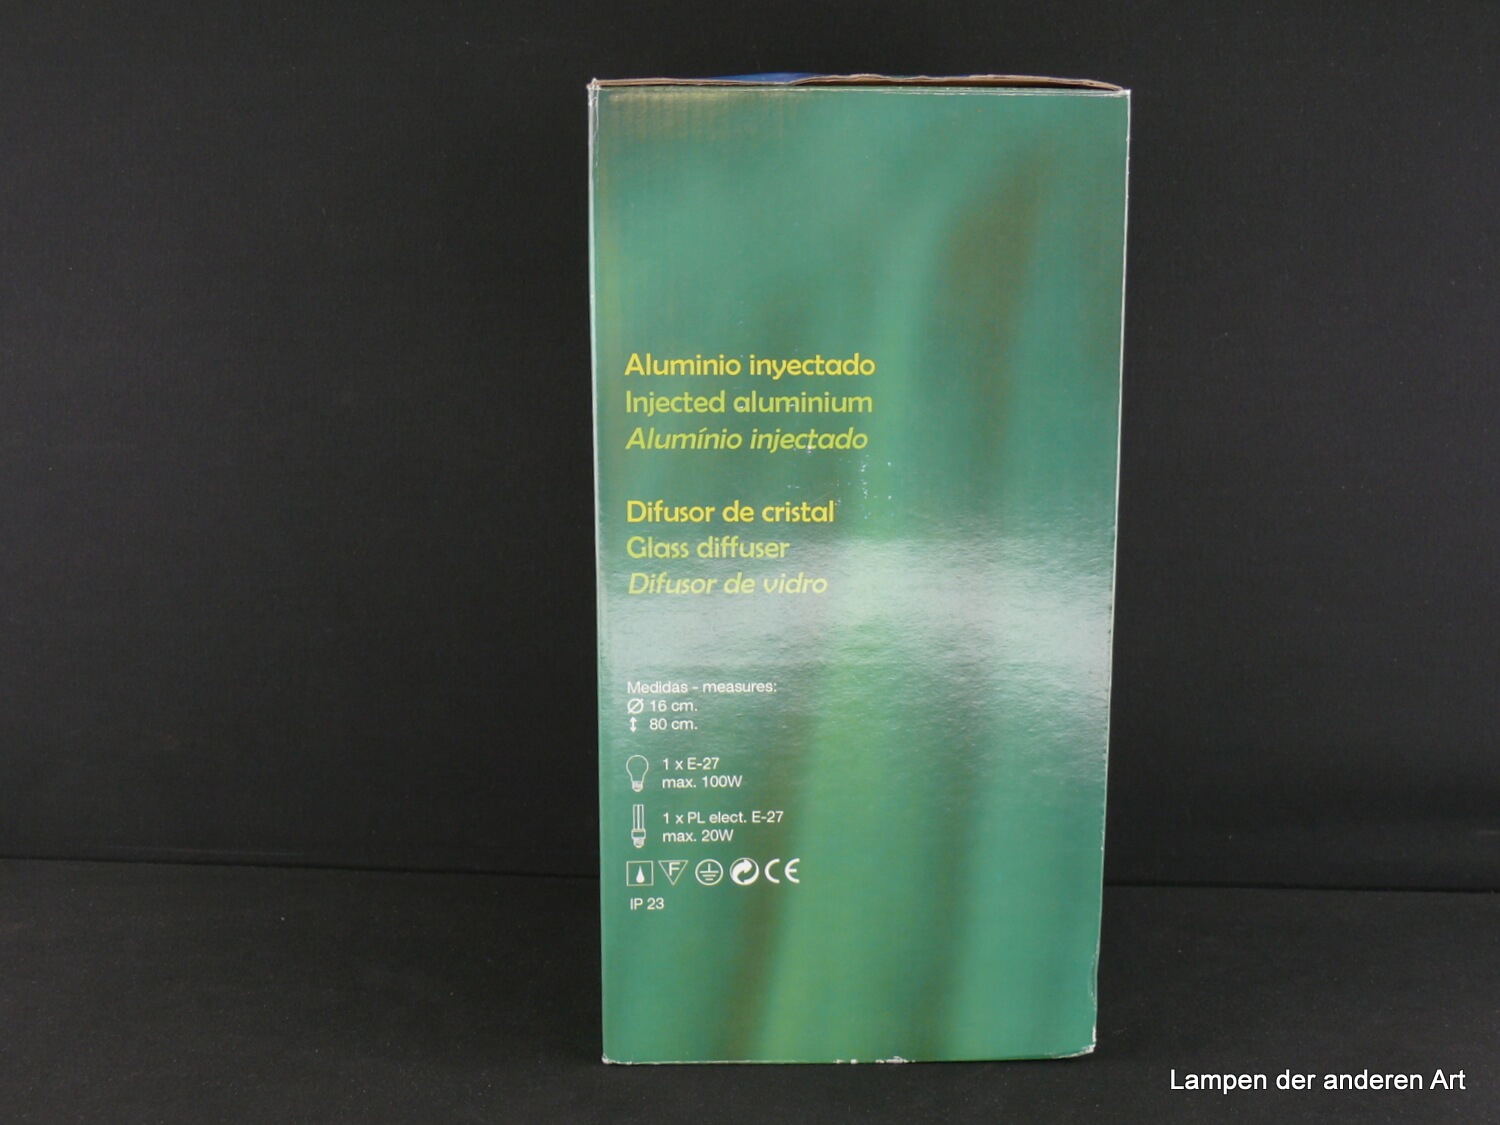 Aluminio inyectado
Injected aluminium
Alumínio injectado
Difusor de cristal
Glass diffuser
Difusor de vidro
Medidas - measures:
Ø 16 cm.
↕ 80 cm.
1 x E-27
max. 100W
1 x PL elect. E-27
max. 20W
F CE
IP 23
Lampen der anderen Art